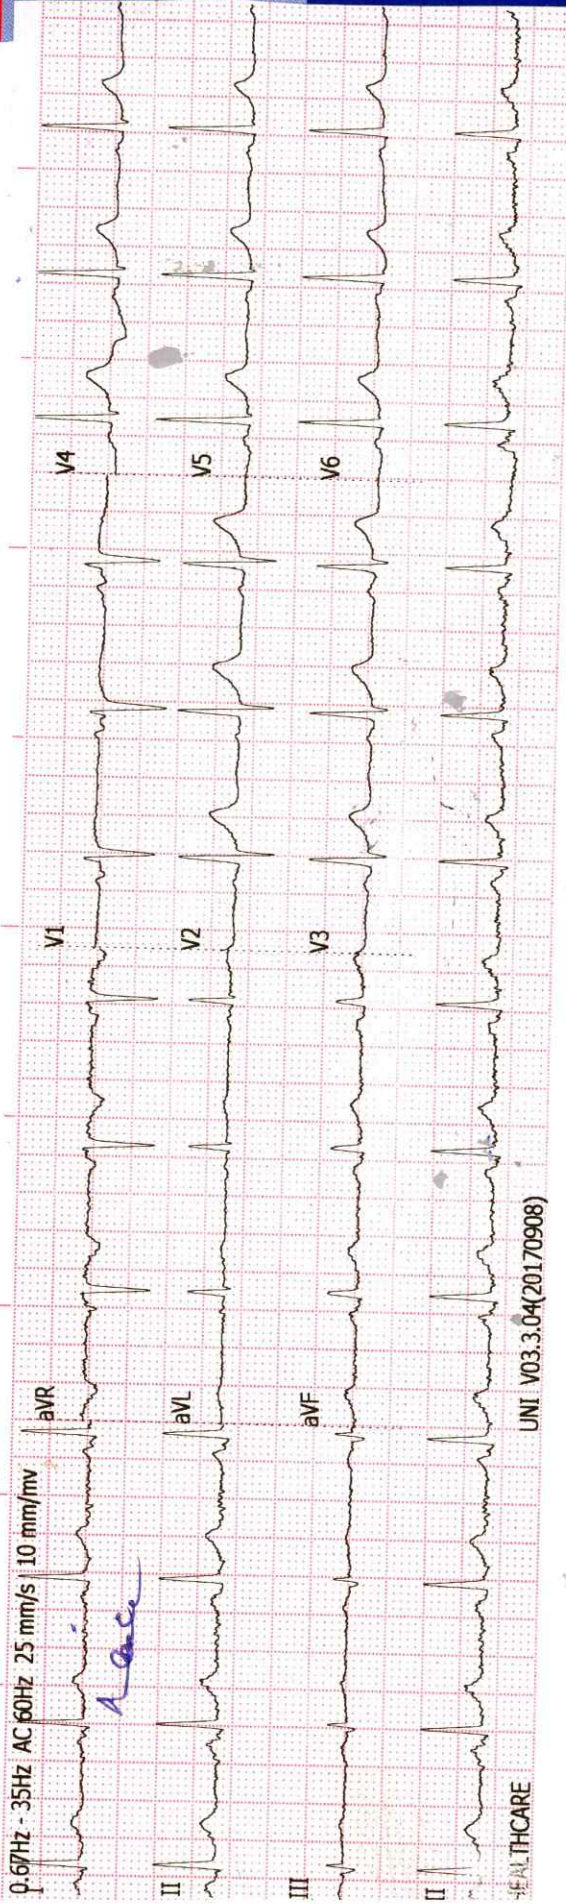 0.67Hz - 35Hz AC 60Hz 25 mm/s 10 mm/mv
I
aVR
V1
V4
II
aVL
V2
V5
III
aVF
V3
V6
II
HEALTHCARE
UNI V03.3.04(20170908)